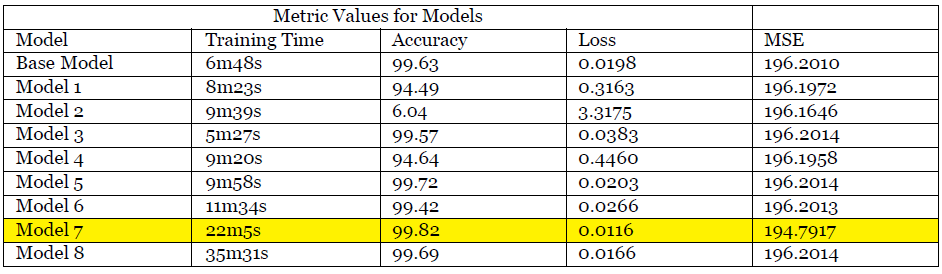 Metric Values for Models
Model Training Time Accuracy Loss MSE
Base Model 6m48s 99.63 0.0198 196.2010
Model 1 8m23s 94.49 0.3163 196.1972
Model 2 9m39s 6.04 3.3175 196.1646
Model 3 5m27s 99.57 0.0383 196.2014
Model 4 9m20s 94.64 0.4460 196.1958
Model 5 9m58s 99.72 0.0203 196.2014
Model 6 11m34s 99.42 0.0266 196.2013
Model 7 22m5s 99.82 0.0116 194.7917
Model 8 35m31s 99.69 0.0166 196.2014